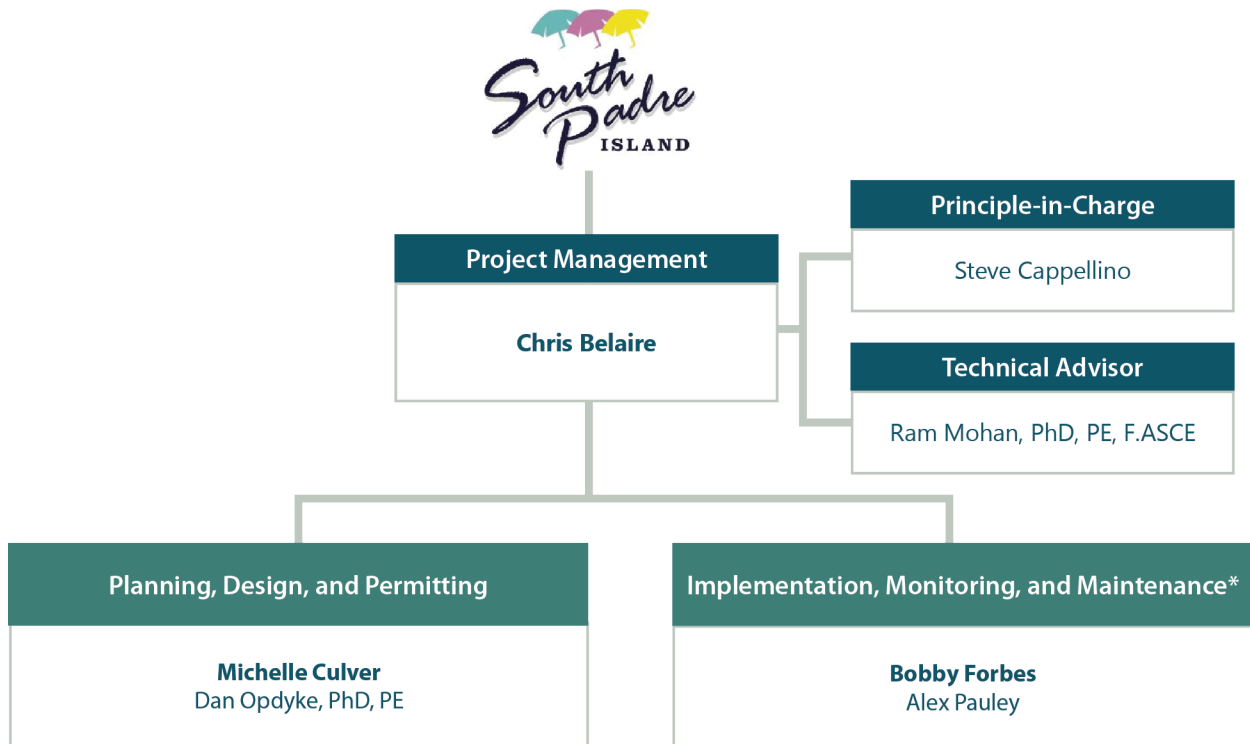 South
Padre
ISLAND
Principle-in-Charge
Steve Cappellino
Project Management
Chris Belaire
Technical Advisor
Ram Mohan, PhD, PE, F.ASCE
Planning, Design, and Permitting
Michelle Culver
Dan Opdyke, PhD, PE
Implementation, Monitoring, and Maintenance*
Bobby Forbes
Alex Pauley